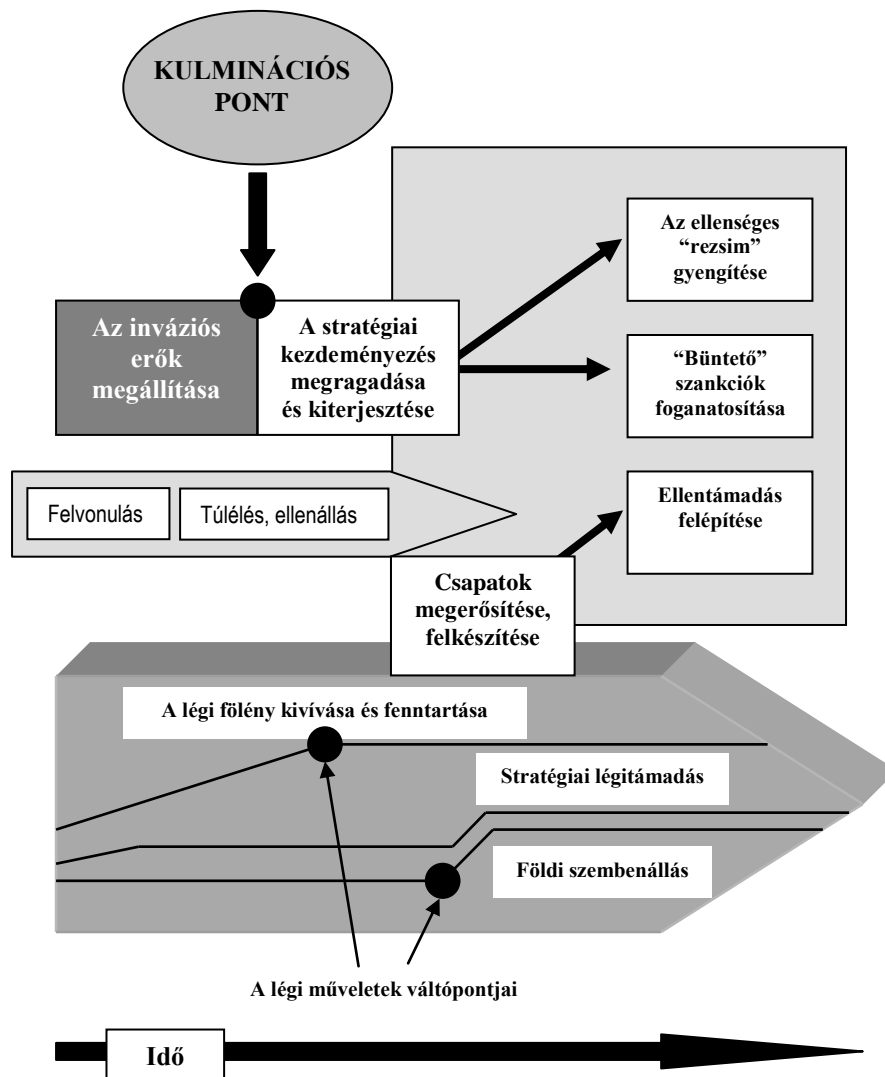 KULMINÁCIÓS
PONT
Az ellenséges
“rezsim”
gyengítése
Az inváziós
erők
megállítása
A stratégiai
kezdeményezés
megragadása
és kiterjesztése
“Büntető”
szankciók
foganatosítása
Felvonulás
Túlélés, ellenállás
Ellentámadás
felépítése
Csapatok
megerősítése,
felkészítése
A légi fölény kivívása és fenntartása
Stratégiai légitámadás
Földi szembenállás
A légi műveletek váltópontjai
Idő